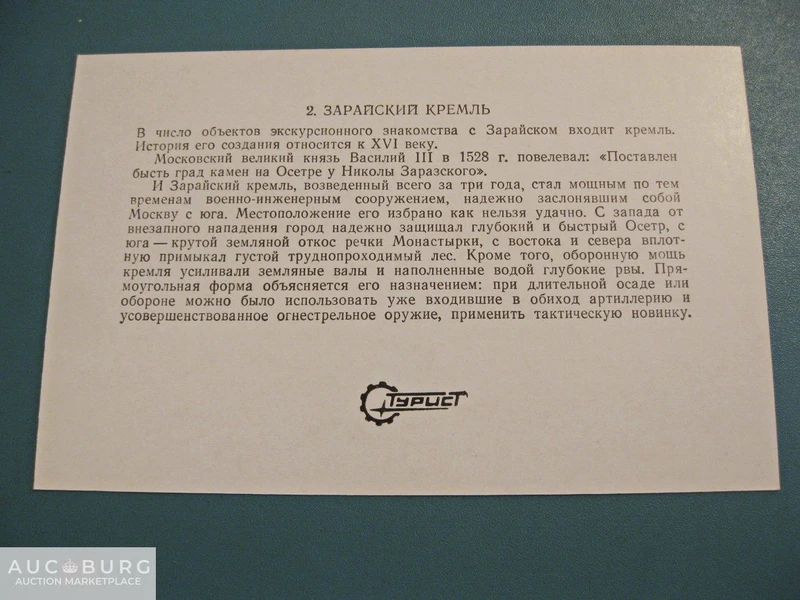 2. ЗАРАЙСКИЙ КРЕМЛЬ
В число объектов экскурсионного знакомства с Зарайском входит кремль.
История его создания относится к XVI веку.
Московский великий князь Василий III в 1528 г. повелевал: «Поставлен
бысть град камен на Осетре у Николы Заразского».
И Зарайский кремль, возведенный всего за три года, стал мощным по тем
временам военно-инженерным сооружением, надежно заслонявшим собой
Москву с юга. Местоположение его избрано как нельзя удачно. С запада от
внезапного нападения город надежно защищал глубокий и быстрый Осетр, с
юга — крутой земляной откос речки Монастырки, с востока и севера вплот-
ную примыкал густой труднопроходимый лес. Кроме того, оборонную мощь
кремля усиливали земляные валы и наполненные водой глубокие рвы. Пря-
моугольная форма объясняется его назначением: при длительной осаде или
обороне можно было использовать уже входившие в обиход артиллерию и
усовершенствованное огнестрельное оружие, применить тактическую новинку.
ТУРИСТ
AUCBURG
AUCTION MARKETPLACE